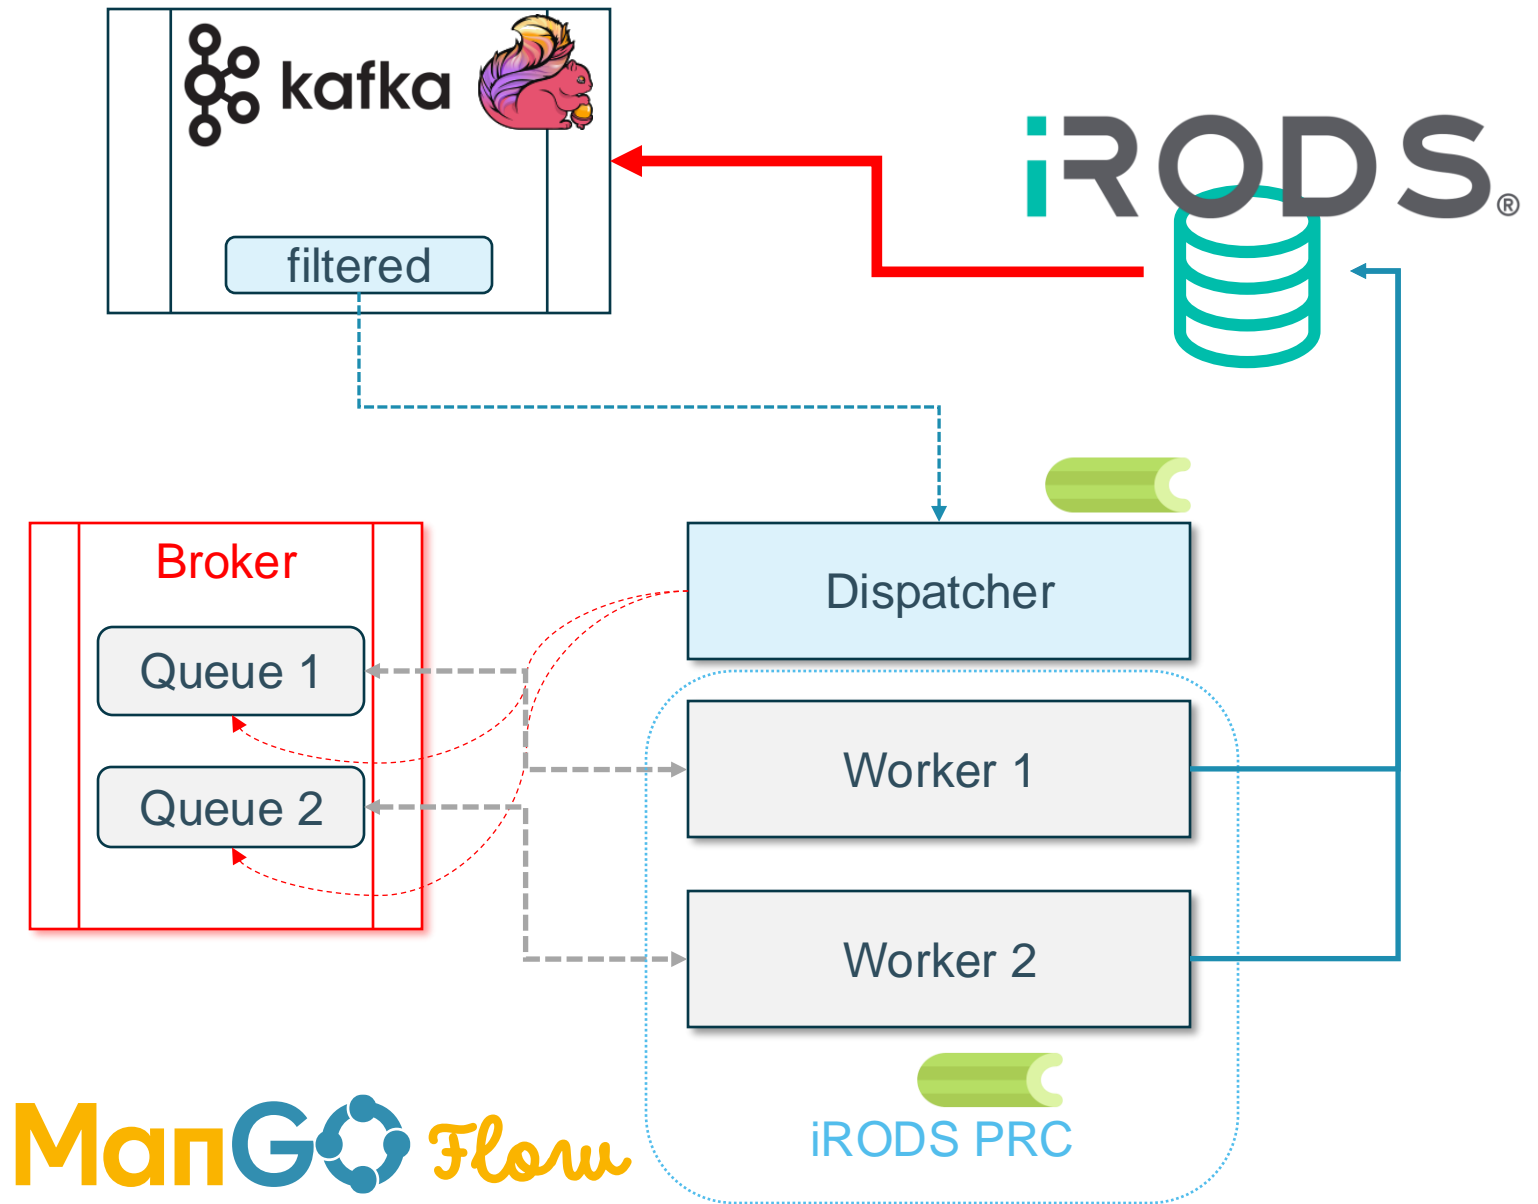 kafka
iRODS®
filtered
Broker
Dispatcher
Queue 1
Worker 1
Queue 2
Worker 2
iRODS PRC
ManGO Flow